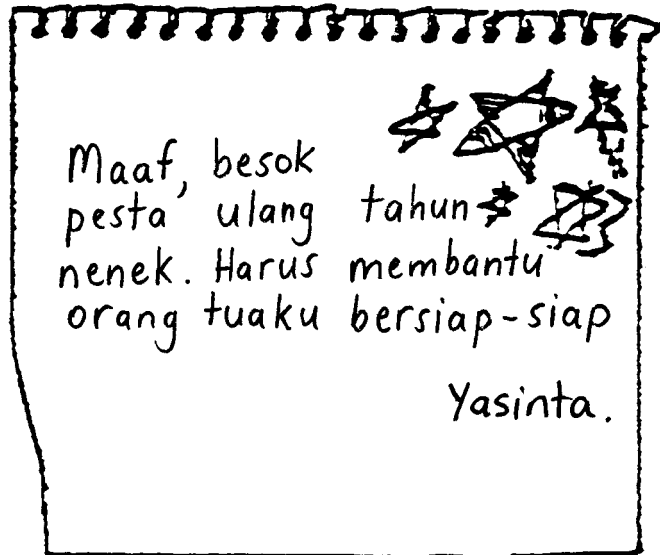 Maaf, besok
pesta ulang tahun
nenek. Harus membantu
orang tuaku bersiap-siap
Yasinta.